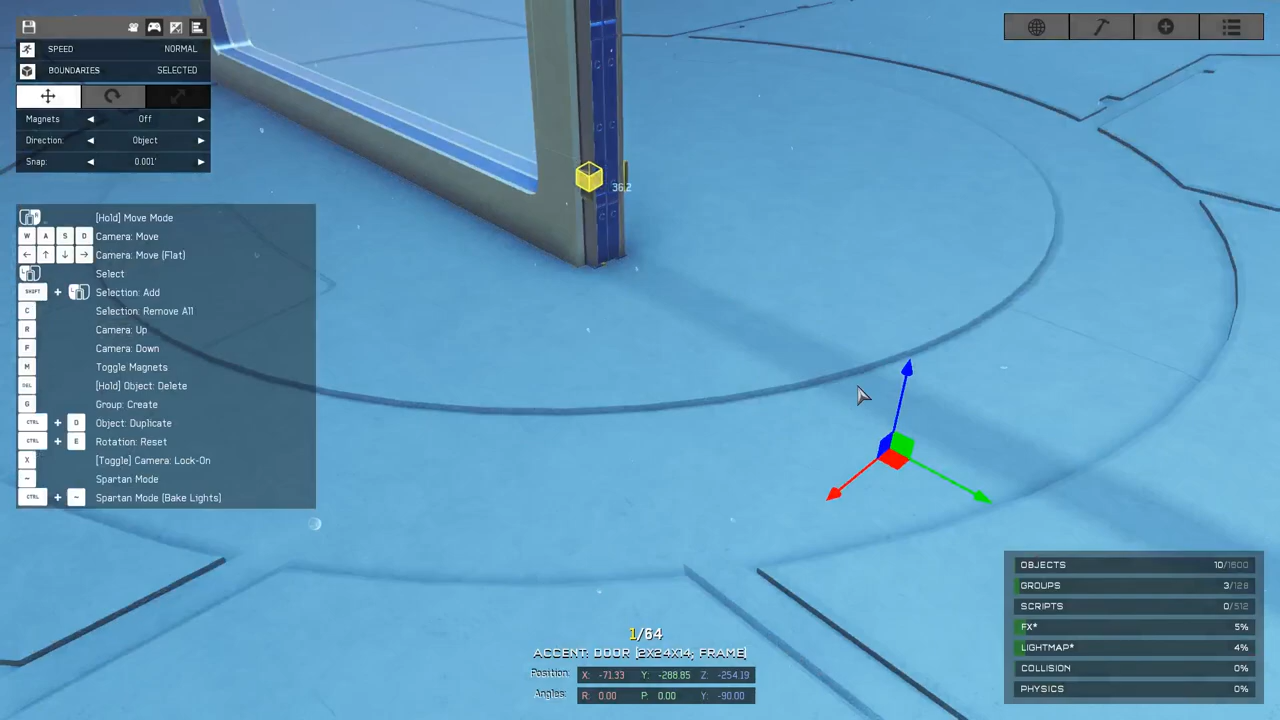 SPEED NORMAL
BOUNDARIES SELECTED
Magnets Off
Direction: Object
Snap: 0.001'
[Hold] Move Mode
W A S D Camera: Move
← ↑ ↓ → Camera: Move (Flat)
Select
SHIFT + Selection: Add
C Selection: Remove All
R Camera: Up
F Camera: Down
M Toggle Magnets
DEL [Hold] Object: Delete
G Group: Create
CTRL + D Object: Duplicate
CTRL + E Rotation: Reset
X [Toggle] Camera: Lock-On
~ Spartan Mode
CTRL + ~ Spartan Mode (Bake Lights)
36.2
1/64
ACCENT: DOOR [2X24X14; FRAME]
Position: X: -71.33 Y: -288.85 Z: -254.19
Angles: R: 0.00 P: 0.00 Y: -90.00
OBJECTS 10/1600
GROUPS 3/128
SCRIPTS 0/512
FX* 5%
LIGHTMAP* 4%
COLLISION 0%
PHYSICS 0%